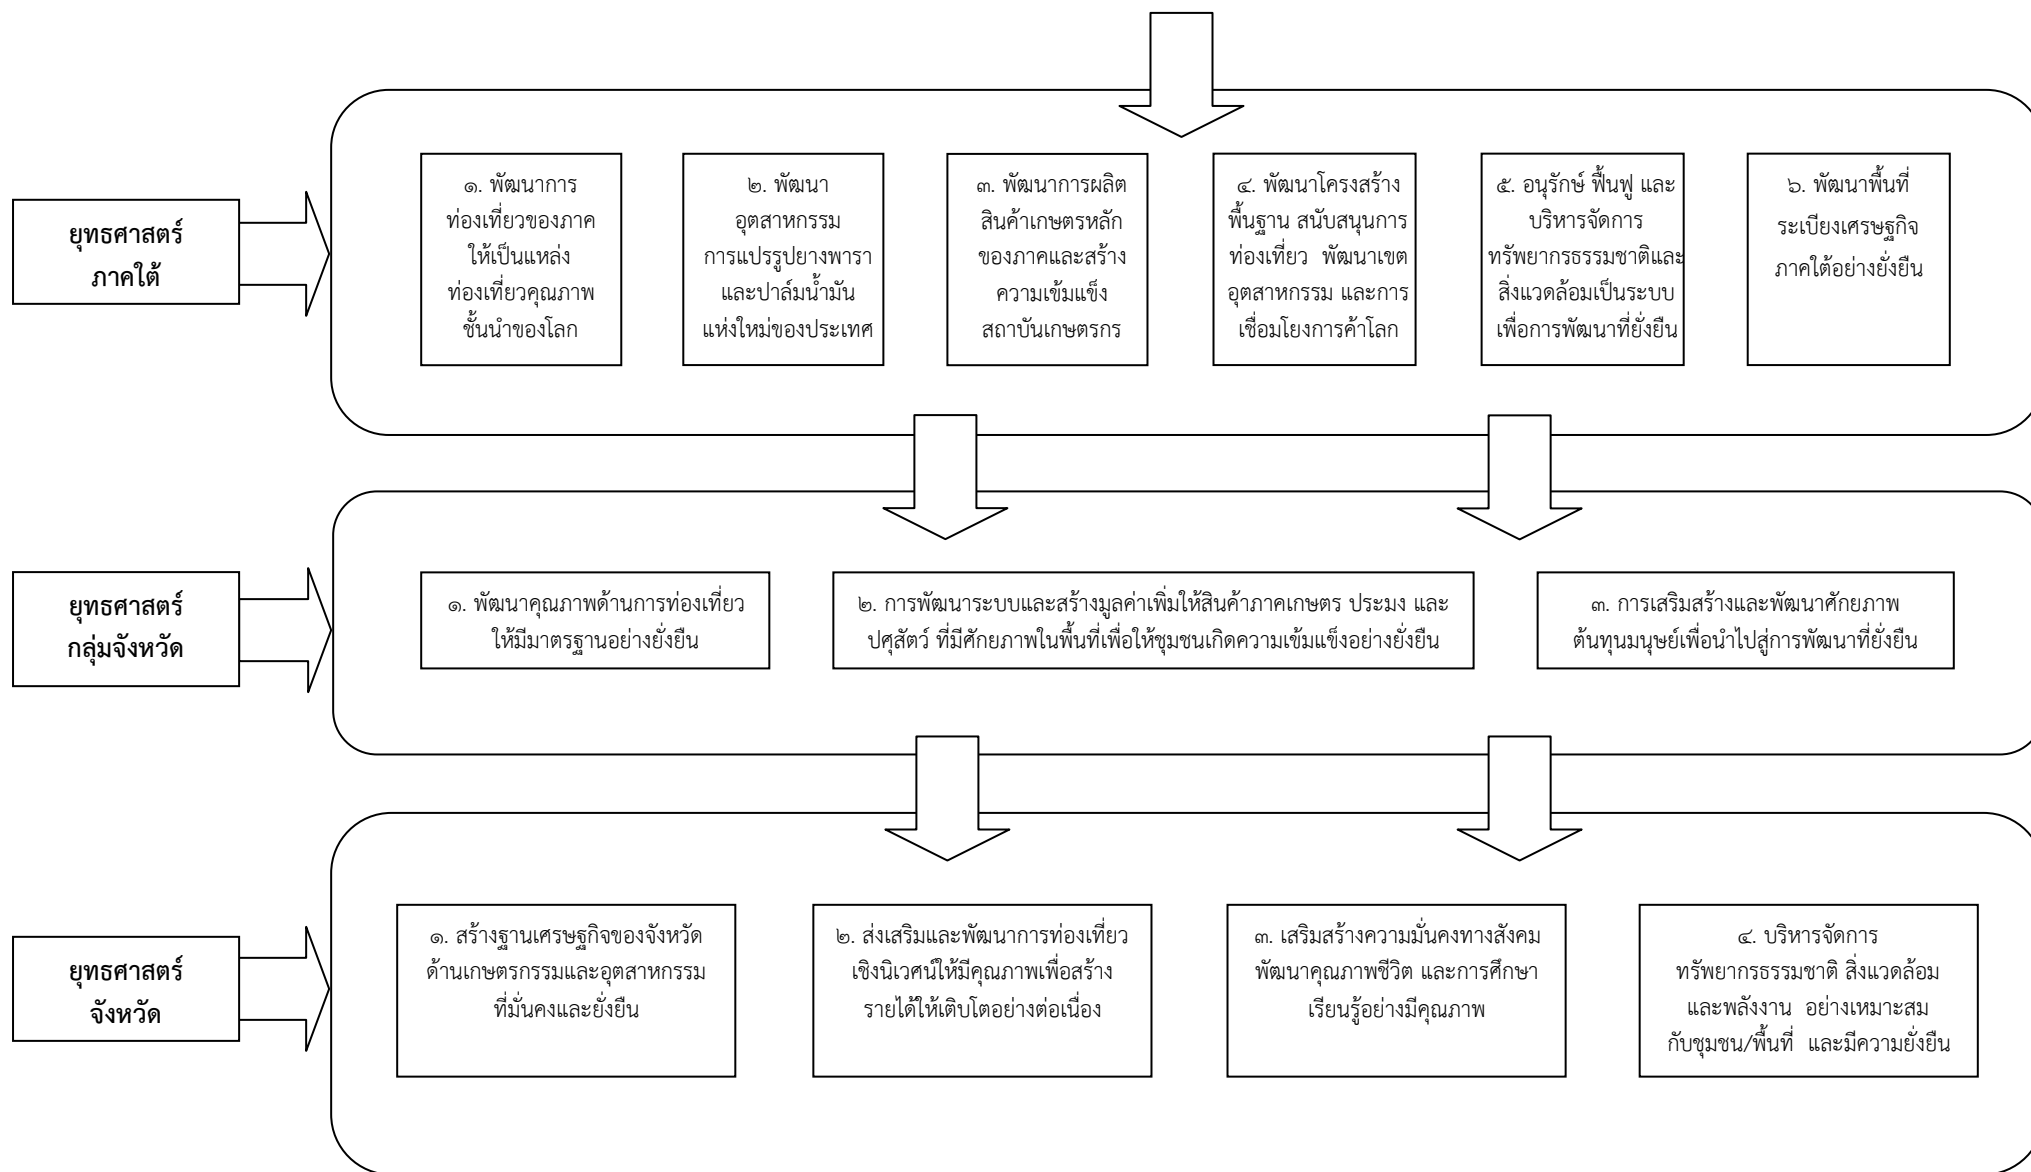 ยุทธศาสตร์
ภาคใต้
๑. พัฒนาการ
ท่องเที่ยวของภาค
ให้เป็นแหล่ง
ท่องเที่ยวคุณภาพ
ชั้นนำของโลก
๒. พัฒนา
อุตสาหกรรม
การแปรรูปยางพารา
และปาล์มน้ำมัน
แห่งใหม่ของประเทศ
๓. พัฒนาการผลิต
สินค้าเกษตรหลัก
ของภาคและสร้าง
ความเข้มแข็ง
สถาบันเกษตรกร
๔. พัฒนาโครงสร้าง
พื้นฐาน สนับสนุนการ
ท่องเที่ยว พัฒนาเขต
อุตสาหกรรม และการ
เชื่อมโยงการค้าโลก
๕. อนุรักษ์ ฟื้นฟู และ
บริหารจัดการ
ทรัพยากรธรรมชาติและ
สิ่งแวดล้อมเป็นระบบ
เพื่อการพัฒนาที่ยั่งยืน
๖. พัฒนาพื้นที่
ระเบียงเศรษฐกิจ
ภาคใต้อย่างยั่งยืน
ยุทธศาสตร์
กลุ่มจังหวัด
๑. พัฒนาคุณภาพด้านการท่องเที่ยว
ให้มีมาตรฐานอย่างยั่งยืน
๒. การพัฒนาระบบและสร้างมูลค่าเพิ่มให้สินค้าภาคเกษตร ประมง และ
ปศุสัตว์ ที่มีศักยภาพในพื้นที่เพื่อให้ชุมชนเกิดความเข้มแข็งอย่างยั่งยืน
๓. การเสริมสร้างและพัฒนาศักยภาพ
ต้นทุนมนุษย์เพื่อนำไปสู่การพัฒนาที่ยั่งยืน
ยุทธศาสตร์
จังหวัด
๑. สร้างฐานเศรษฐกิจของจังหวัด
ด้านเกษตรกรรมและอุตสาหกรรม
ที่มั่นคงและยั่งยืน
๒. ส่งเสริมและพัฒนาการท่องเที่ยว
เชิงนิเวศน์ให้มีคุณภาพเพื่อสร้าง
รายได้ให้เติบโตอย่างต่อเนื่อง
๓. เสริมสร้างความมั่นคงทางสังคม
พัฒนาคุณภาพชีวิต และการศึกษา
เรียนรู้อย่างมีคุณภาพ
๔. บริหารจัดการ
ทรัพยากรธรรมชาติ สิ่งแวดล้อม
และพลังงาน อย่างเหมาะสม
กับชุมชน/พื้นที่ และมีความยั่งยืน